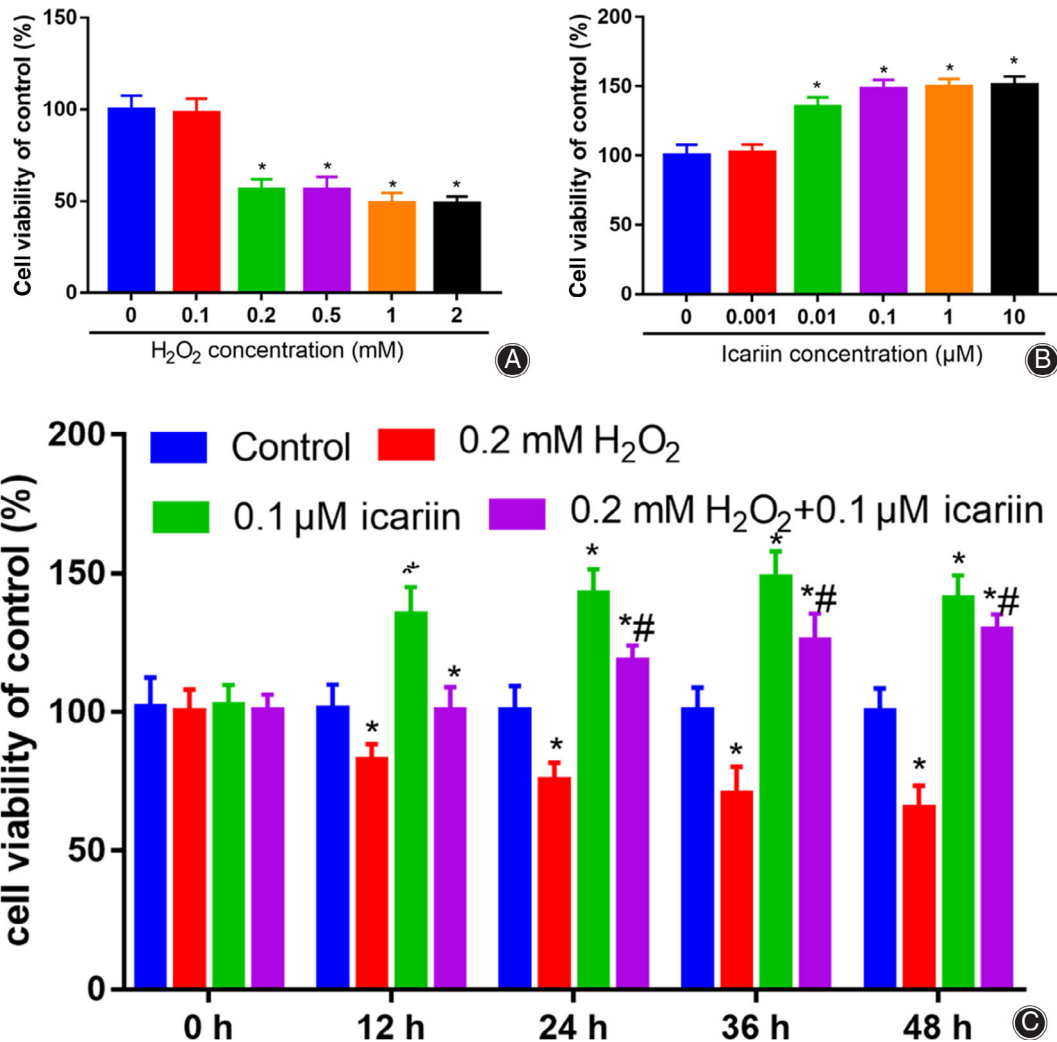 Cell viability of control (%)
150
100
50
0
*
*
*
*
0 0.1 0.2 0.5 1 2
H₂O₂ concentration (mM)
A
Cell viability of control (%)
200
150
100
50
0
*
*
*
*
0 0.001 0.01 0.1 1 10
Icariin concentration (µM)
B
cell viability of control (%)
200
150
100
50
0
Control 0.2 mM H₂O₂
0.1 µM icariin 0.2 mM H₂O₂+0.1 µM icariin
* * *
* * *#
* * *#
* * *#
0 h 12 h 24 h 36 h 48 h
C